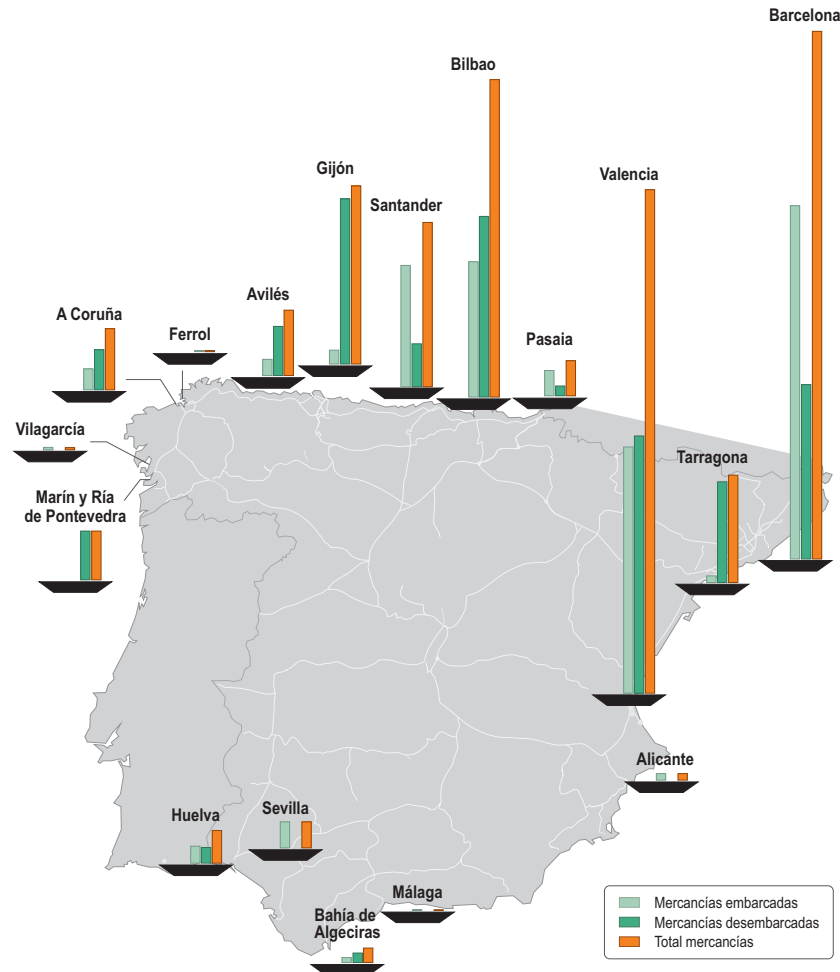 Barcelona
Bilbao
Valencia
Gijón
Santander
Avilés
A Coruña
Ferrol
Pasaia
Vilagarcía
Tarragona
Marín y Ría
de Pontevedra
Alicante
Huelva
Sevilla
Málaga
Bahía de
Algeciras
Mercancías embarcadas
Mercancías desembarcadas
Total mercancías